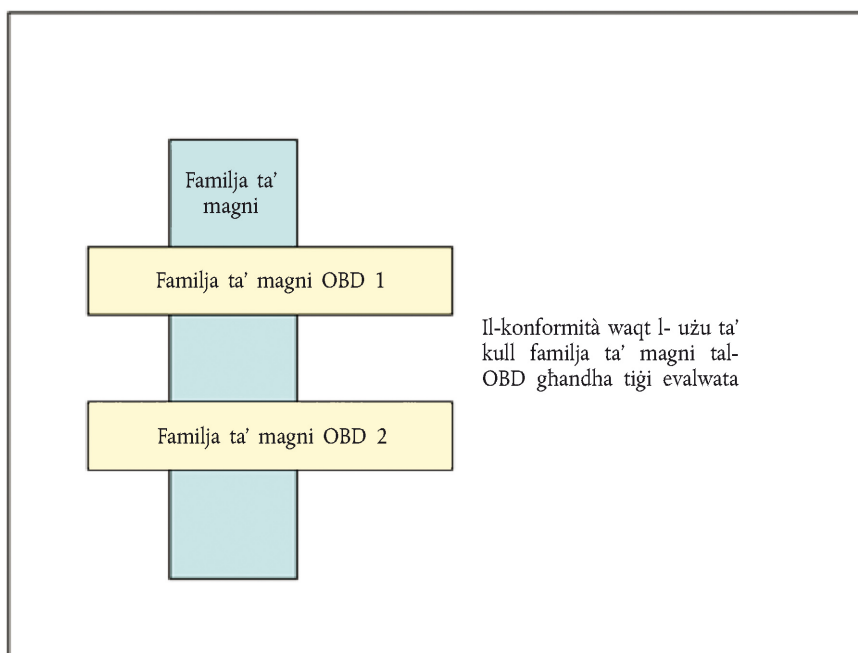 Familja ta’
magni
Familja ta’ magni OBD 1
Il-konformità waqt l- użu ta’
kull familja ta’ magni tal-
OBD għandha tiġi evalwata
Familja ta’ magni OBD 2